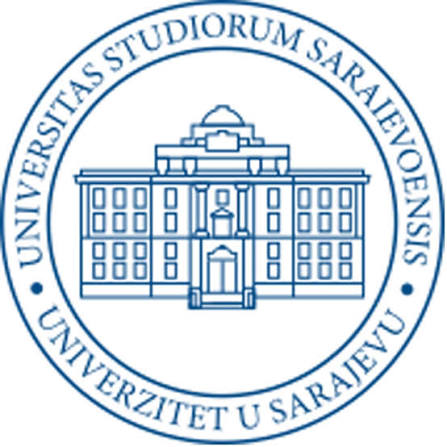 UNIVERSITAS STUDIORUM SARAIEVOENSIS
UNIVERZITET U SARAJEVU